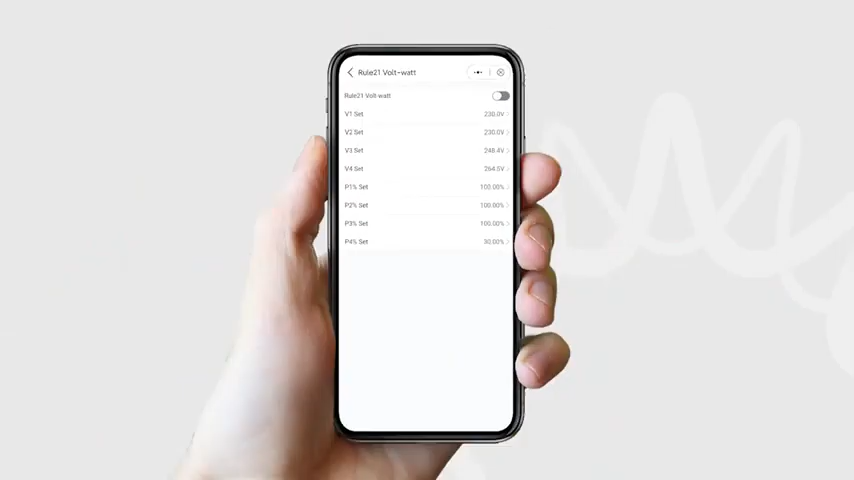 Rule21 Volt-watt
Rule21 Volt-watt
V1 Set 230.0V
V2 Set 230.0V
V3 Set 248.4V
V4 Set 264.5V
P1% Set 100.00%
P2% Set 100.00%
P3% Set 100.00%
P4% Set 30.00%